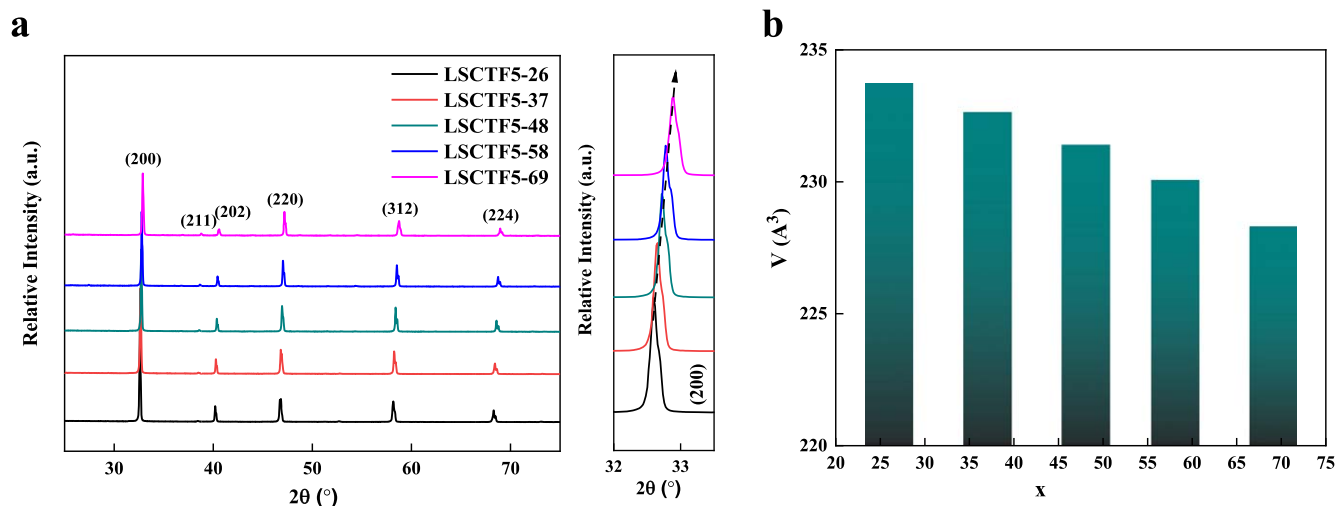 a
Relative Intensity (a.u.)
LSCTF5-26
LSCTF5-37
LSCTF5-48
LSCTF5-58
LSCTF5-69
(200)
(211)
(202)
(220)
(312)
(224)
30 40 50 60 70
2θ (°)
Relative Intensity (a.u.)
(200)
32 33
2θ (°)
b
V (A³)
235
230
225
220
20 25 30 35 40 45 50 55 60 65 70 75
x